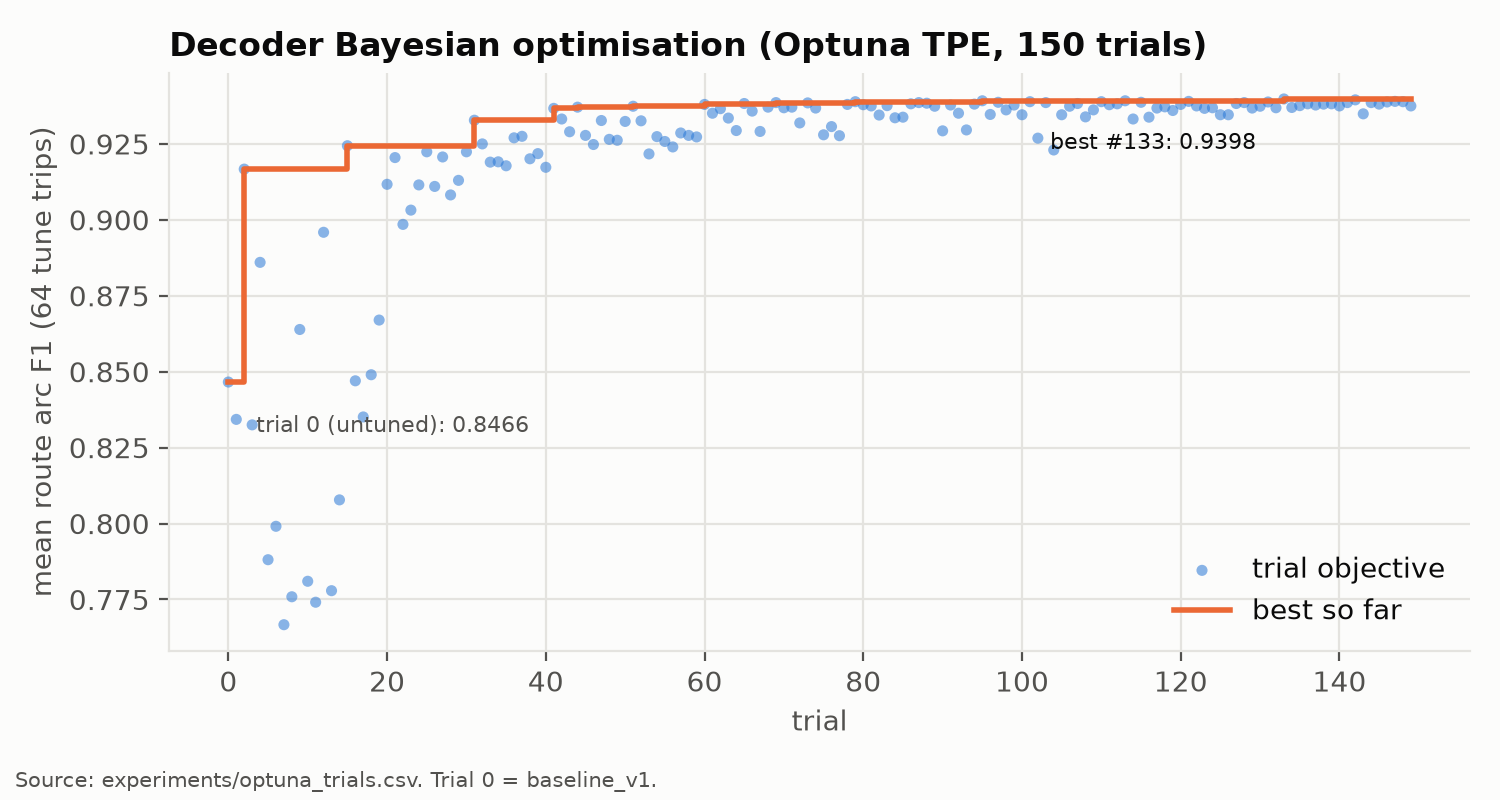 Decoder Bayesian optimisation (Optuna TPE, 150 trials)
mean route arc F1 (64 tune trips)
0.925
0.900
0.875
0.850
0.825
0.800
0.775
best #133: 0.9398
trial 0 (untuned): 0.8466
trial objective
best so far
0 20 40 60 80 100 120 140
trial
Source: experiments/optuna_trials.csv. Trial 0 = baseline_v1.